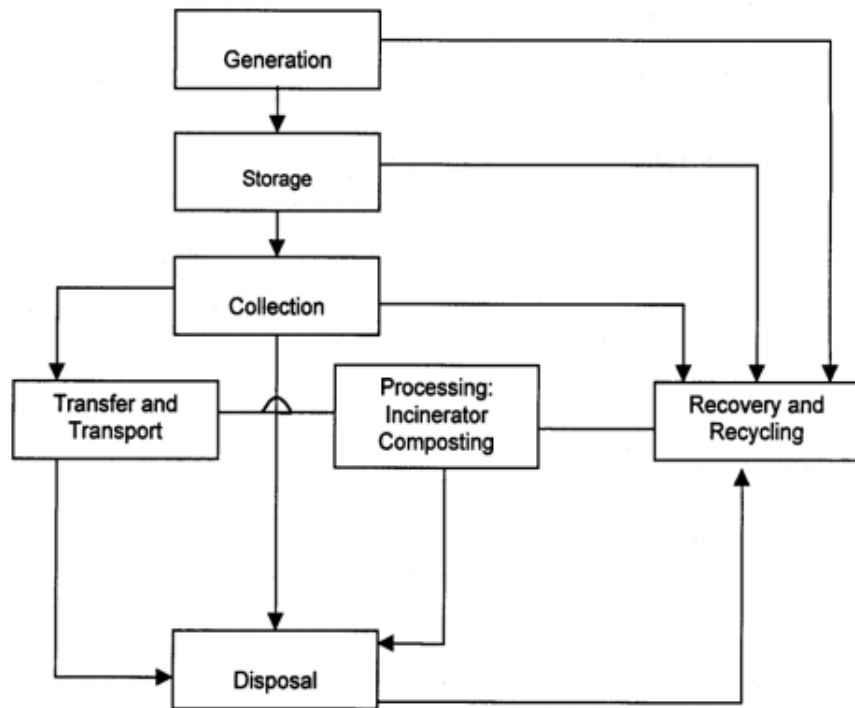 Generation
Storage
Collection
Transfer and
Transport
Processing:
Incinerator
Composting
Recovery and
Recycling
Disposal